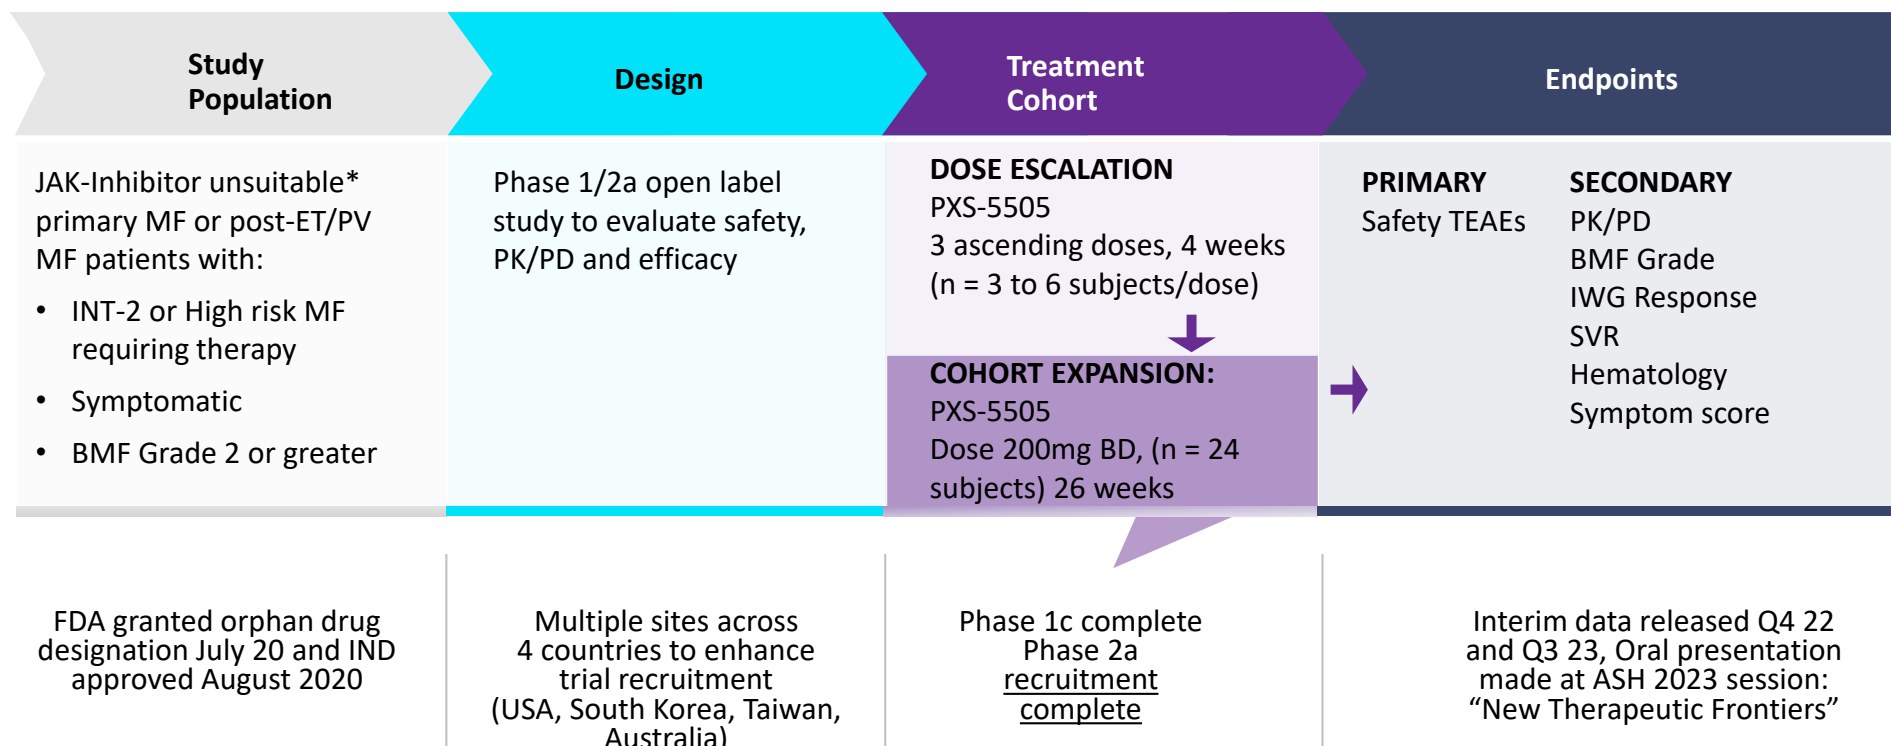 Study
Population
Design
Treatment
Cohort
Endpoints
JAK-Inhibitor unsuitable*
primary MF or post-ET/PV
MF patients with:
• INT-2 or High risk MF
requiring therapy
• Symptomatic
• BMF Grade 2 or greater
Phase 1/2a open label
study to evaluate safety,
PK/PD and efficacy
DOSE ESCALATION
PXS-5505
3 ascending doses, 4 weeks
(n = 3 to 6 subjects/dose)
COHORT EXPANSION:
PXS-5505
Dose 200mg BD, (n = 24
subjects) 26 weeks
PRIMARY
Safety TEAEs
SECONDARY
PK/PD
BMF Grade
IWG Response
SVR
Hematology
Symptom score
FDA granted orphan drug
designation July 20 and IND
approved August 2020
Multiple sites across
4 countries to enhance
trial recruitment
(USA, South Korea, Taiwan,
Australia)
Phase 1c complete
Phase 2a
recruitment
complete
Interim data released Q4 22
and Q3 23, Oral presentation
made at ASH 2023 session:
“New Therapeutic Frontiers”